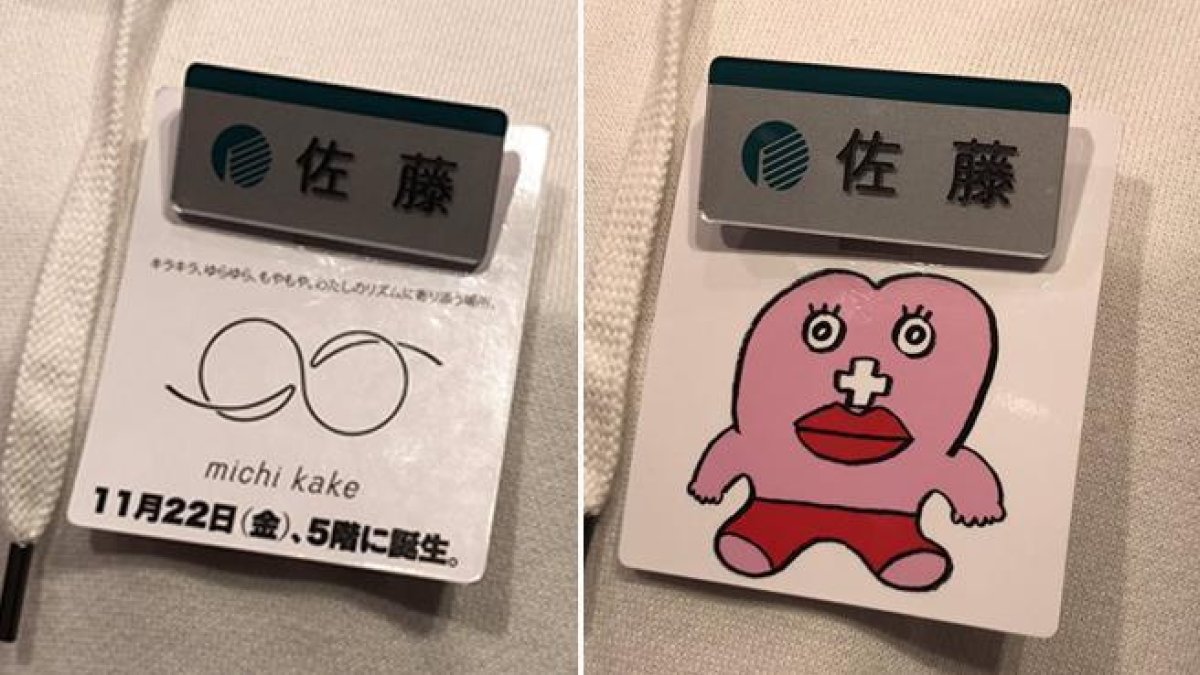 佐藤
キラキラ、ゆらゆら、もやもや。わたしのリズムに寄り添う場所。
michi kake
11月22日(金)、5階に誕生。
佐藤